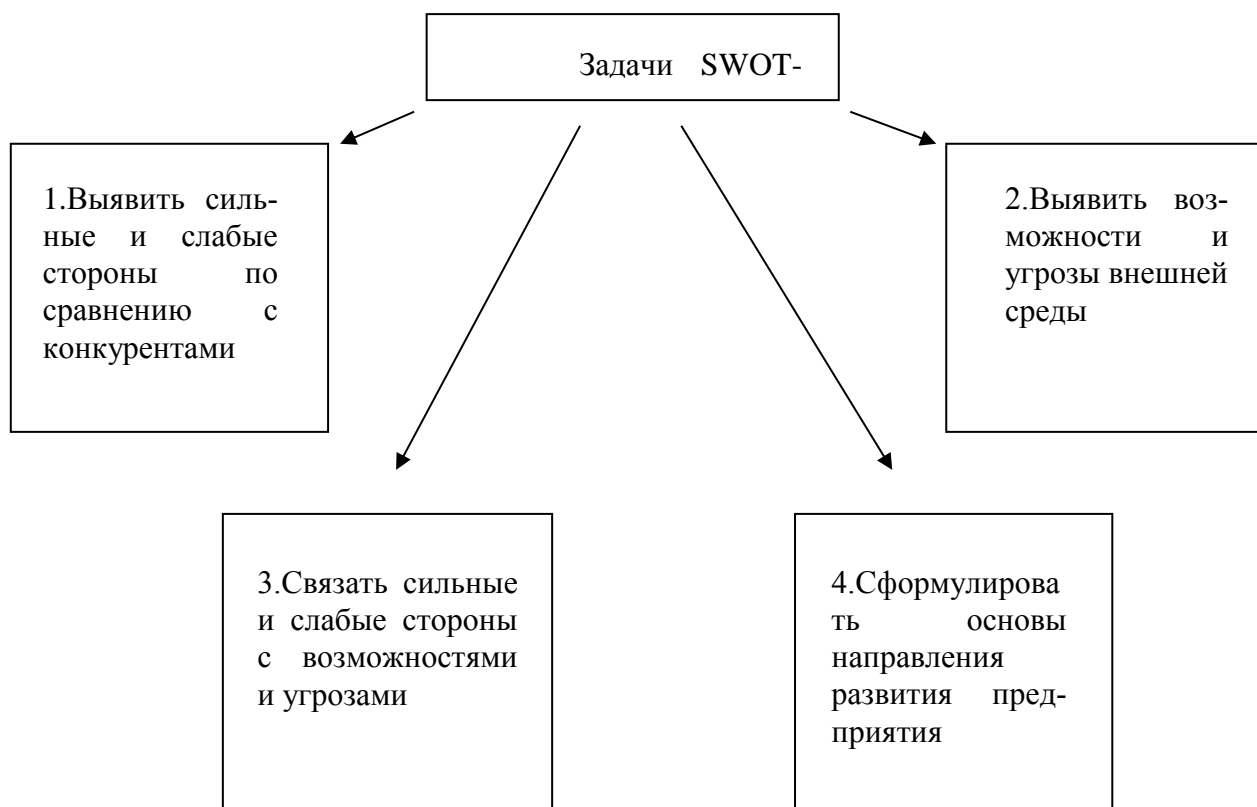 Задачи SWOT-
1.Выявить силь-
ные и слабые
стороны по
сравнению с
конкурентами
2.Выявить воз-
можности и
угрозы внешней
среды
3.Связать сильные
и слабые стороны
с возможностями
и угрозами
4.Сформулирова
ть основы
направления
развития пред-
приятия